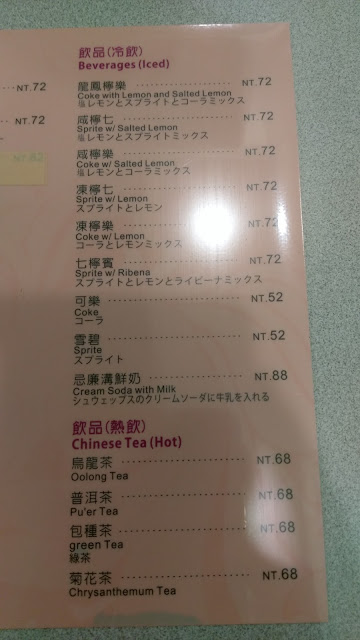 NT.72
NT.72
NT.82
飲品(冷飲)
Beverages (Iced)
龍鳳檸樂 NT.72
Coke with Lemon and Salted Lemon
塩レモンとスプライトとコーラミックス
咸檸七 NT.72
Sprite w/ Salted Lemon
塩レモンとスプライトミックス
咸檸樂 NT.72
Coke w/ Salted Lemon
塩レモンとコーラミックス
凍檸七 NT.72
Sprite w/ Lemon
スプライトとレモン
凍檸樂 NT.72
Coke w/ Lemon
コーラとレモンミックス
七檸賓 NT.72
Sprite w/ Ribena
スプライトとレモンとライビーナミックス
可樂 NT.52
Coke
コーラ
雪碧 NT.52
Sprite
スプライト
忌廉溝鮮奶 NT.88
Cream Soda with Milk
シュウェップスのクリームソーダに牛乳を入れる
飲品(熱飲)
Chinese Tea (Hot)
烏龍茶 NT.68
Oolong Tea
普洱茶 NT.68
Pu'er Tea
包種茶 NT.68
green Tea
綠茶
菊花茶 NT.68
Chrysanthemum Tea